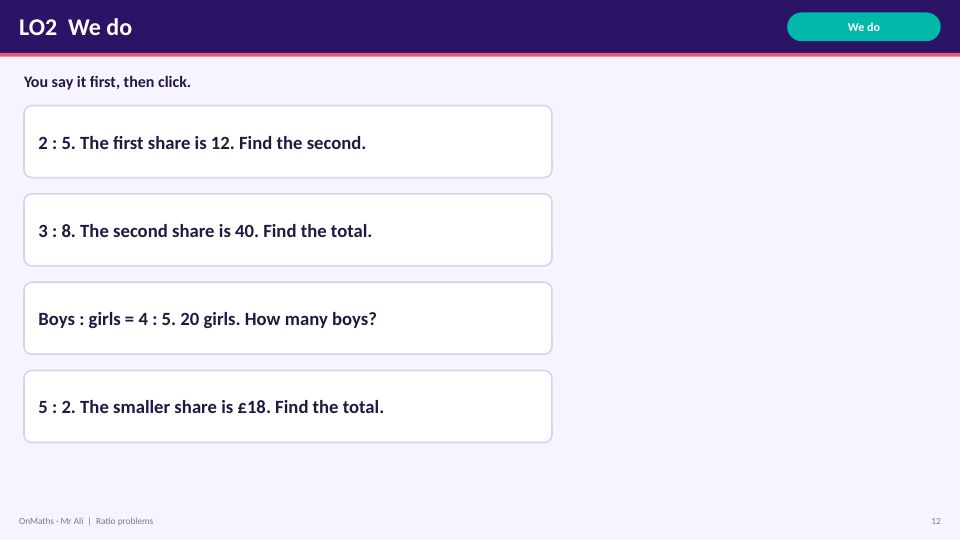 LO2  We do
We do
You say it first, then click.
2 : 5. The first share is 12. Find the second.
3 : 8. The second share is 40. Find the total.
Boys : girls = 4 : 5. 20 girls. How many boys?
5 : 2. The smaller share is £18. Find the total.
OnMaths - Mr Ali  |  Ratio problems
12